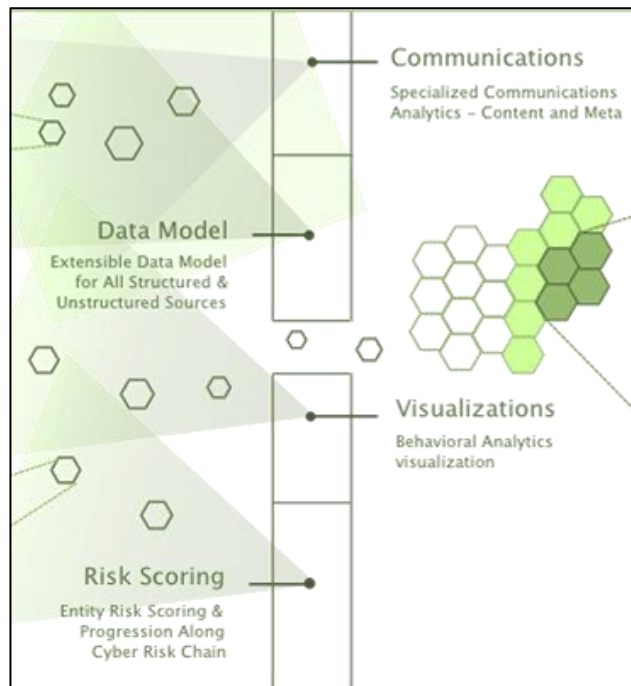 Communications
Specialized Communications
Analytics – Content and Meta
Data Model
Extensible Data Model
for All Structured &
Unstructured Sources
Visualizations
Behavioral Analytics
visualization
Risk Scoring
Entity Risk Scoring &
Progression Along
Cyber Risk Chain